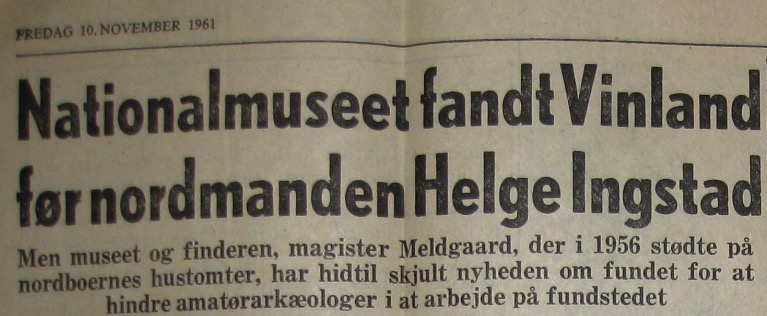 FREDAG 10. NOVEMBER 1961
Nationalmuseet fandt Vinland
før nordmanden Helge Ingstad
Men museet og finderen, magister Meldgaard, der i 1956 stødte på
nordboernes hustomter, har hidtil skjult nyheden om fundet for at
hindre amatørarkæologer i at arbejde på fundstedet